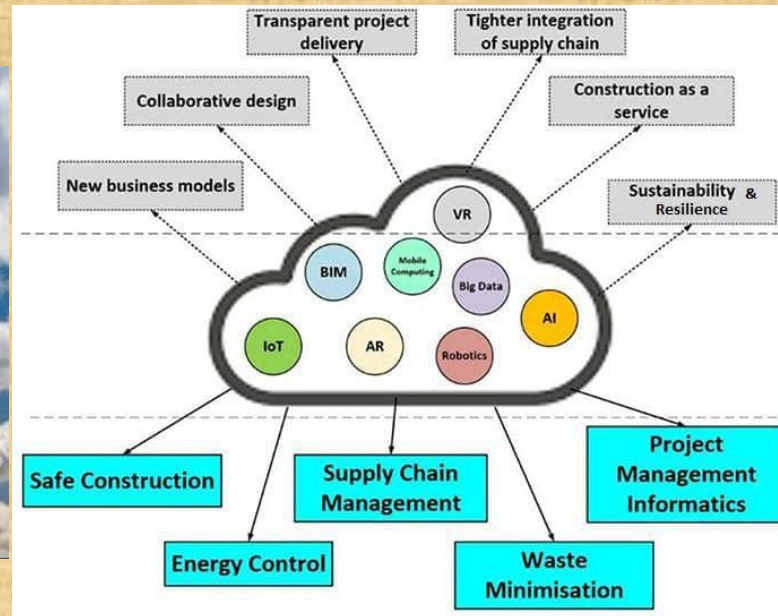 Transparent project
delivery
Tighter integration
of supply chain
Collaborative design
Construction as a
service
New business models
Sustainability & 
Resilience
VR
BIM
Mobile
Computing
Big Data
AI
IoT
AR
Robotics
Safe Construction
Supply Chain
Management
Project
Management
Informatics
Energy Control
Waste
Minimisation